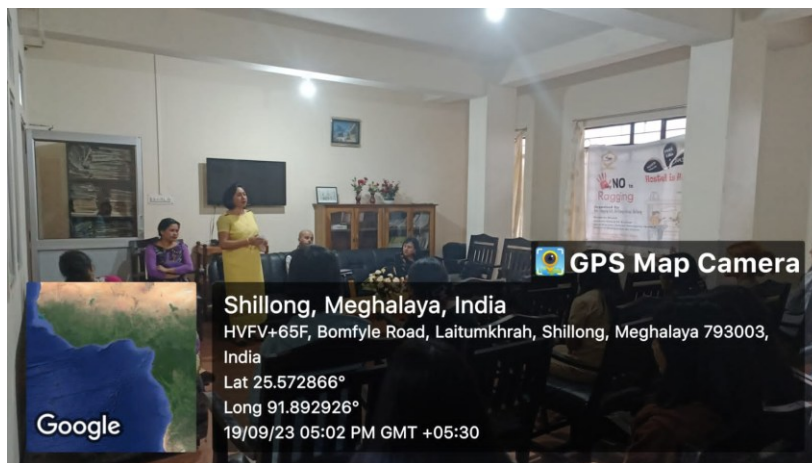 NO
Ragging
GPS Map Camera
Shillong, Meghalaya, India
HVFV+65F, Bomfyle Road, Laitumkhrah, Shillong, Meghalaya 793003,
India
Lat 25.572866°
Long 91.892926°
19/09/23 05:02 PM GMT +05:30
Google